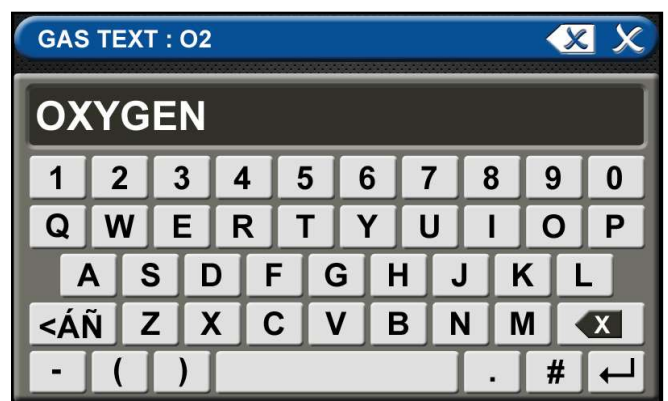 GAS TEXT : O2
OXYGEN
1 2 3 4 5 6 7 8 9 0
Q W E R T Y U I O P
A S D F G H J K L
<ÁÑ Z X C V B N M X
- ( ) . #